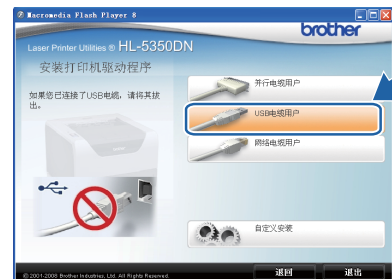 Macromedia Flash Player 8
brother
Laser Printer Utilities ® HL-5350DN
安装打印机驱动程序
如果您已连接了USB电缆，请将其拔出。
并行电缆用户
USB电缆用户
网络电缆用户
自定义安装
© 2001-2008 Brother Industries, Ltd. All Rights Reserved.
退回
退出